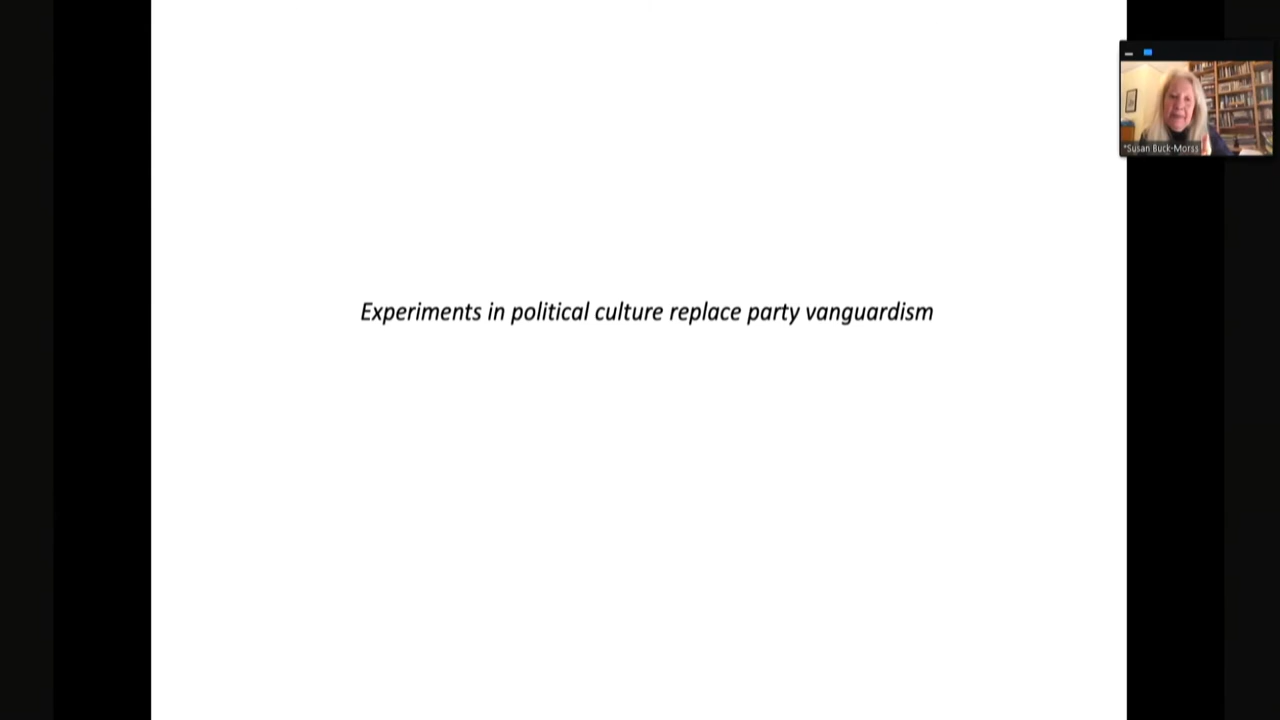 Experiments in political culture replace party vanguardism
*Susan Buck-Morss